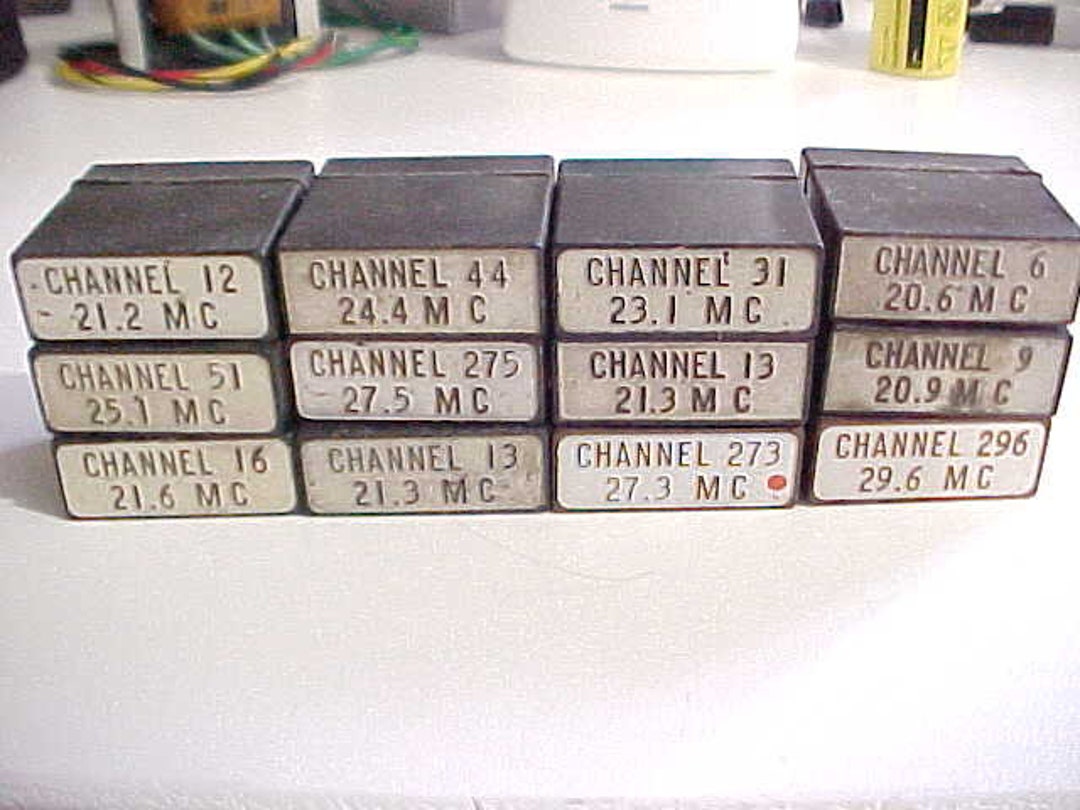 CHANNEL 12
21.2 MC
CHANNEL 44
24.4 MC
CHANNEL 31
23.1 MC
CHANNEL 6
20.6 MC
CHANNEL 51
25.1 MC
CHANNEL 275
27.5 MC
CHANNEL 13
21.3 MC
CHANNEL 9
20.9 MC
CHANNEL 16
21.6 MC
CHANNEL 13
21.3 MC
CHANNEL 273
27.3 MC
CHANNEL 296
29.6 MC